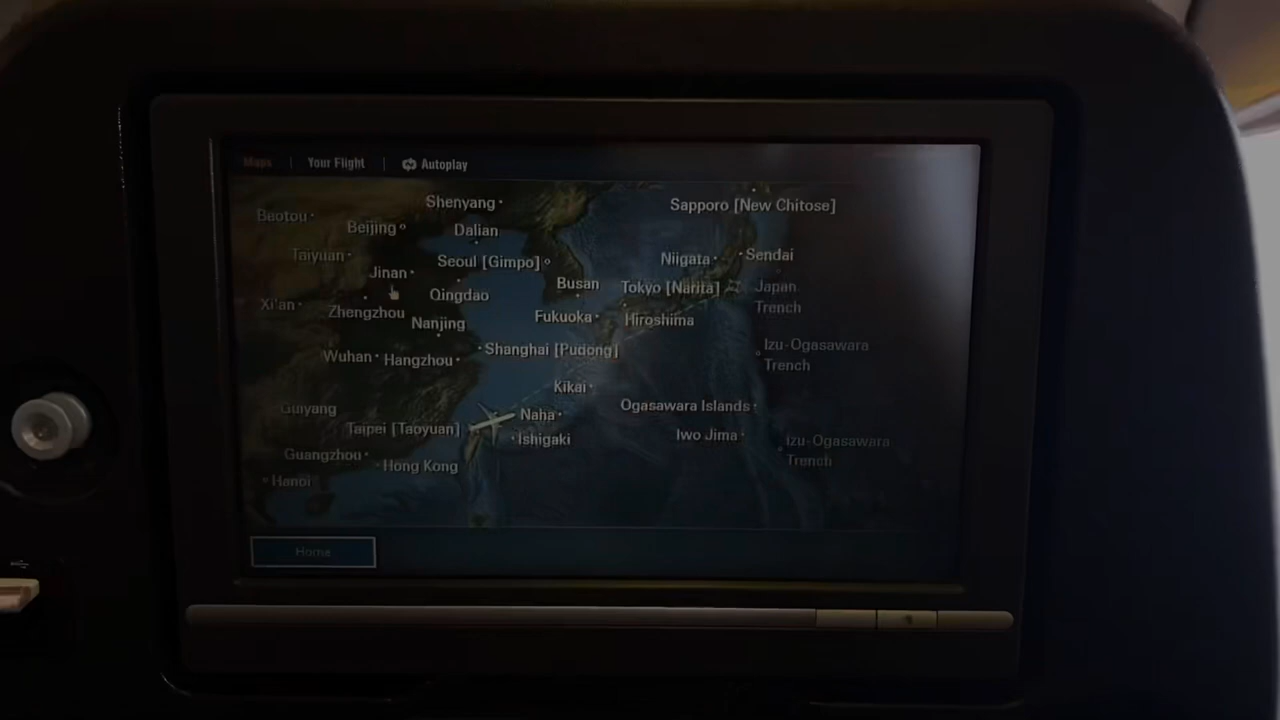 Maps | Your Flight | Autoplay
Shenyang
Sapporo [New Chitose]
Baotou
Beijing
Dalian
Taiyuan
Seoul [Gimpo]
Niigata
Sendai
Jinan
Qingdao
Busan
Tokyo [Narita]
Japan
Trench
Xi'an
Zhengzhou
Nanjing
Fukuoka
Hiroshima
Wuhan
Hangzhou
Shanghai [Pudong]
Izu-Ogasawara
Trench
Kikai
Guiyang
Naha
Ogasawara Islands
Taipei [Taoyuan]
Ishigaki
Iwo Jima
Izu-Ogasawara
Trench
Guangzhou
Hong Kong
Hanoi
Home